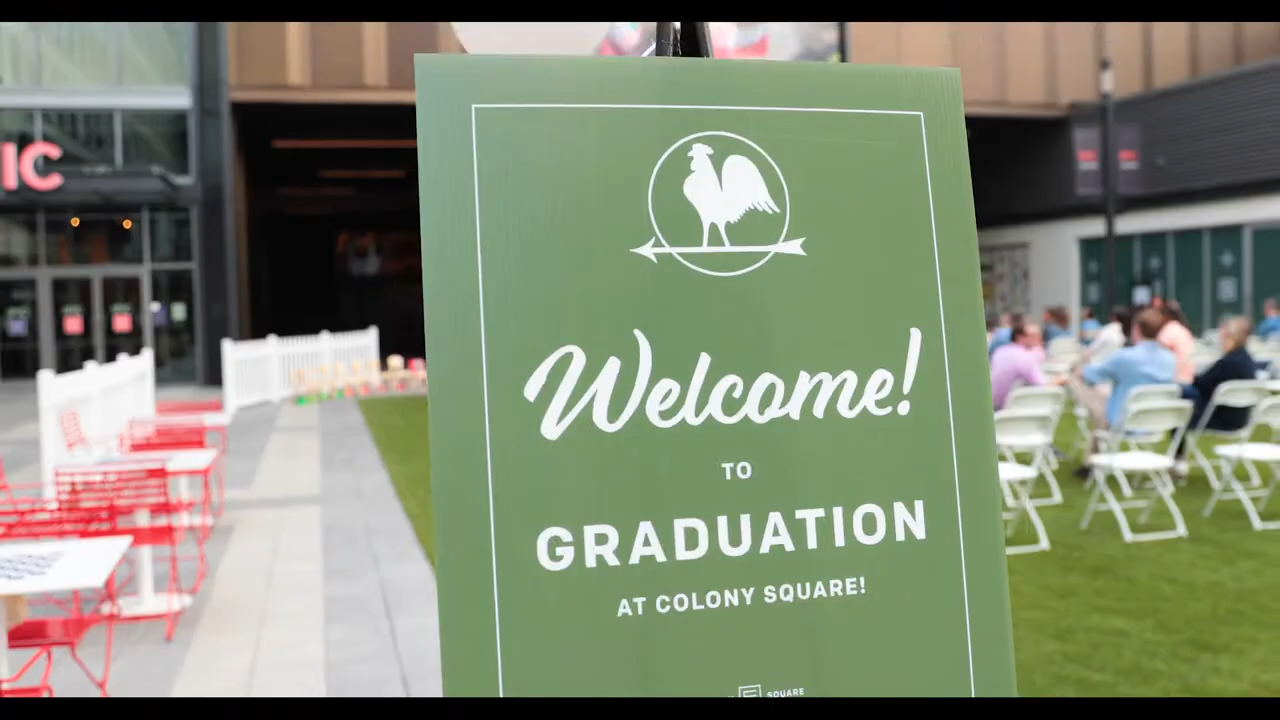 IC
Welcome!
TO
GRADUATION
AT COLONY SQUARE!
SQUARE